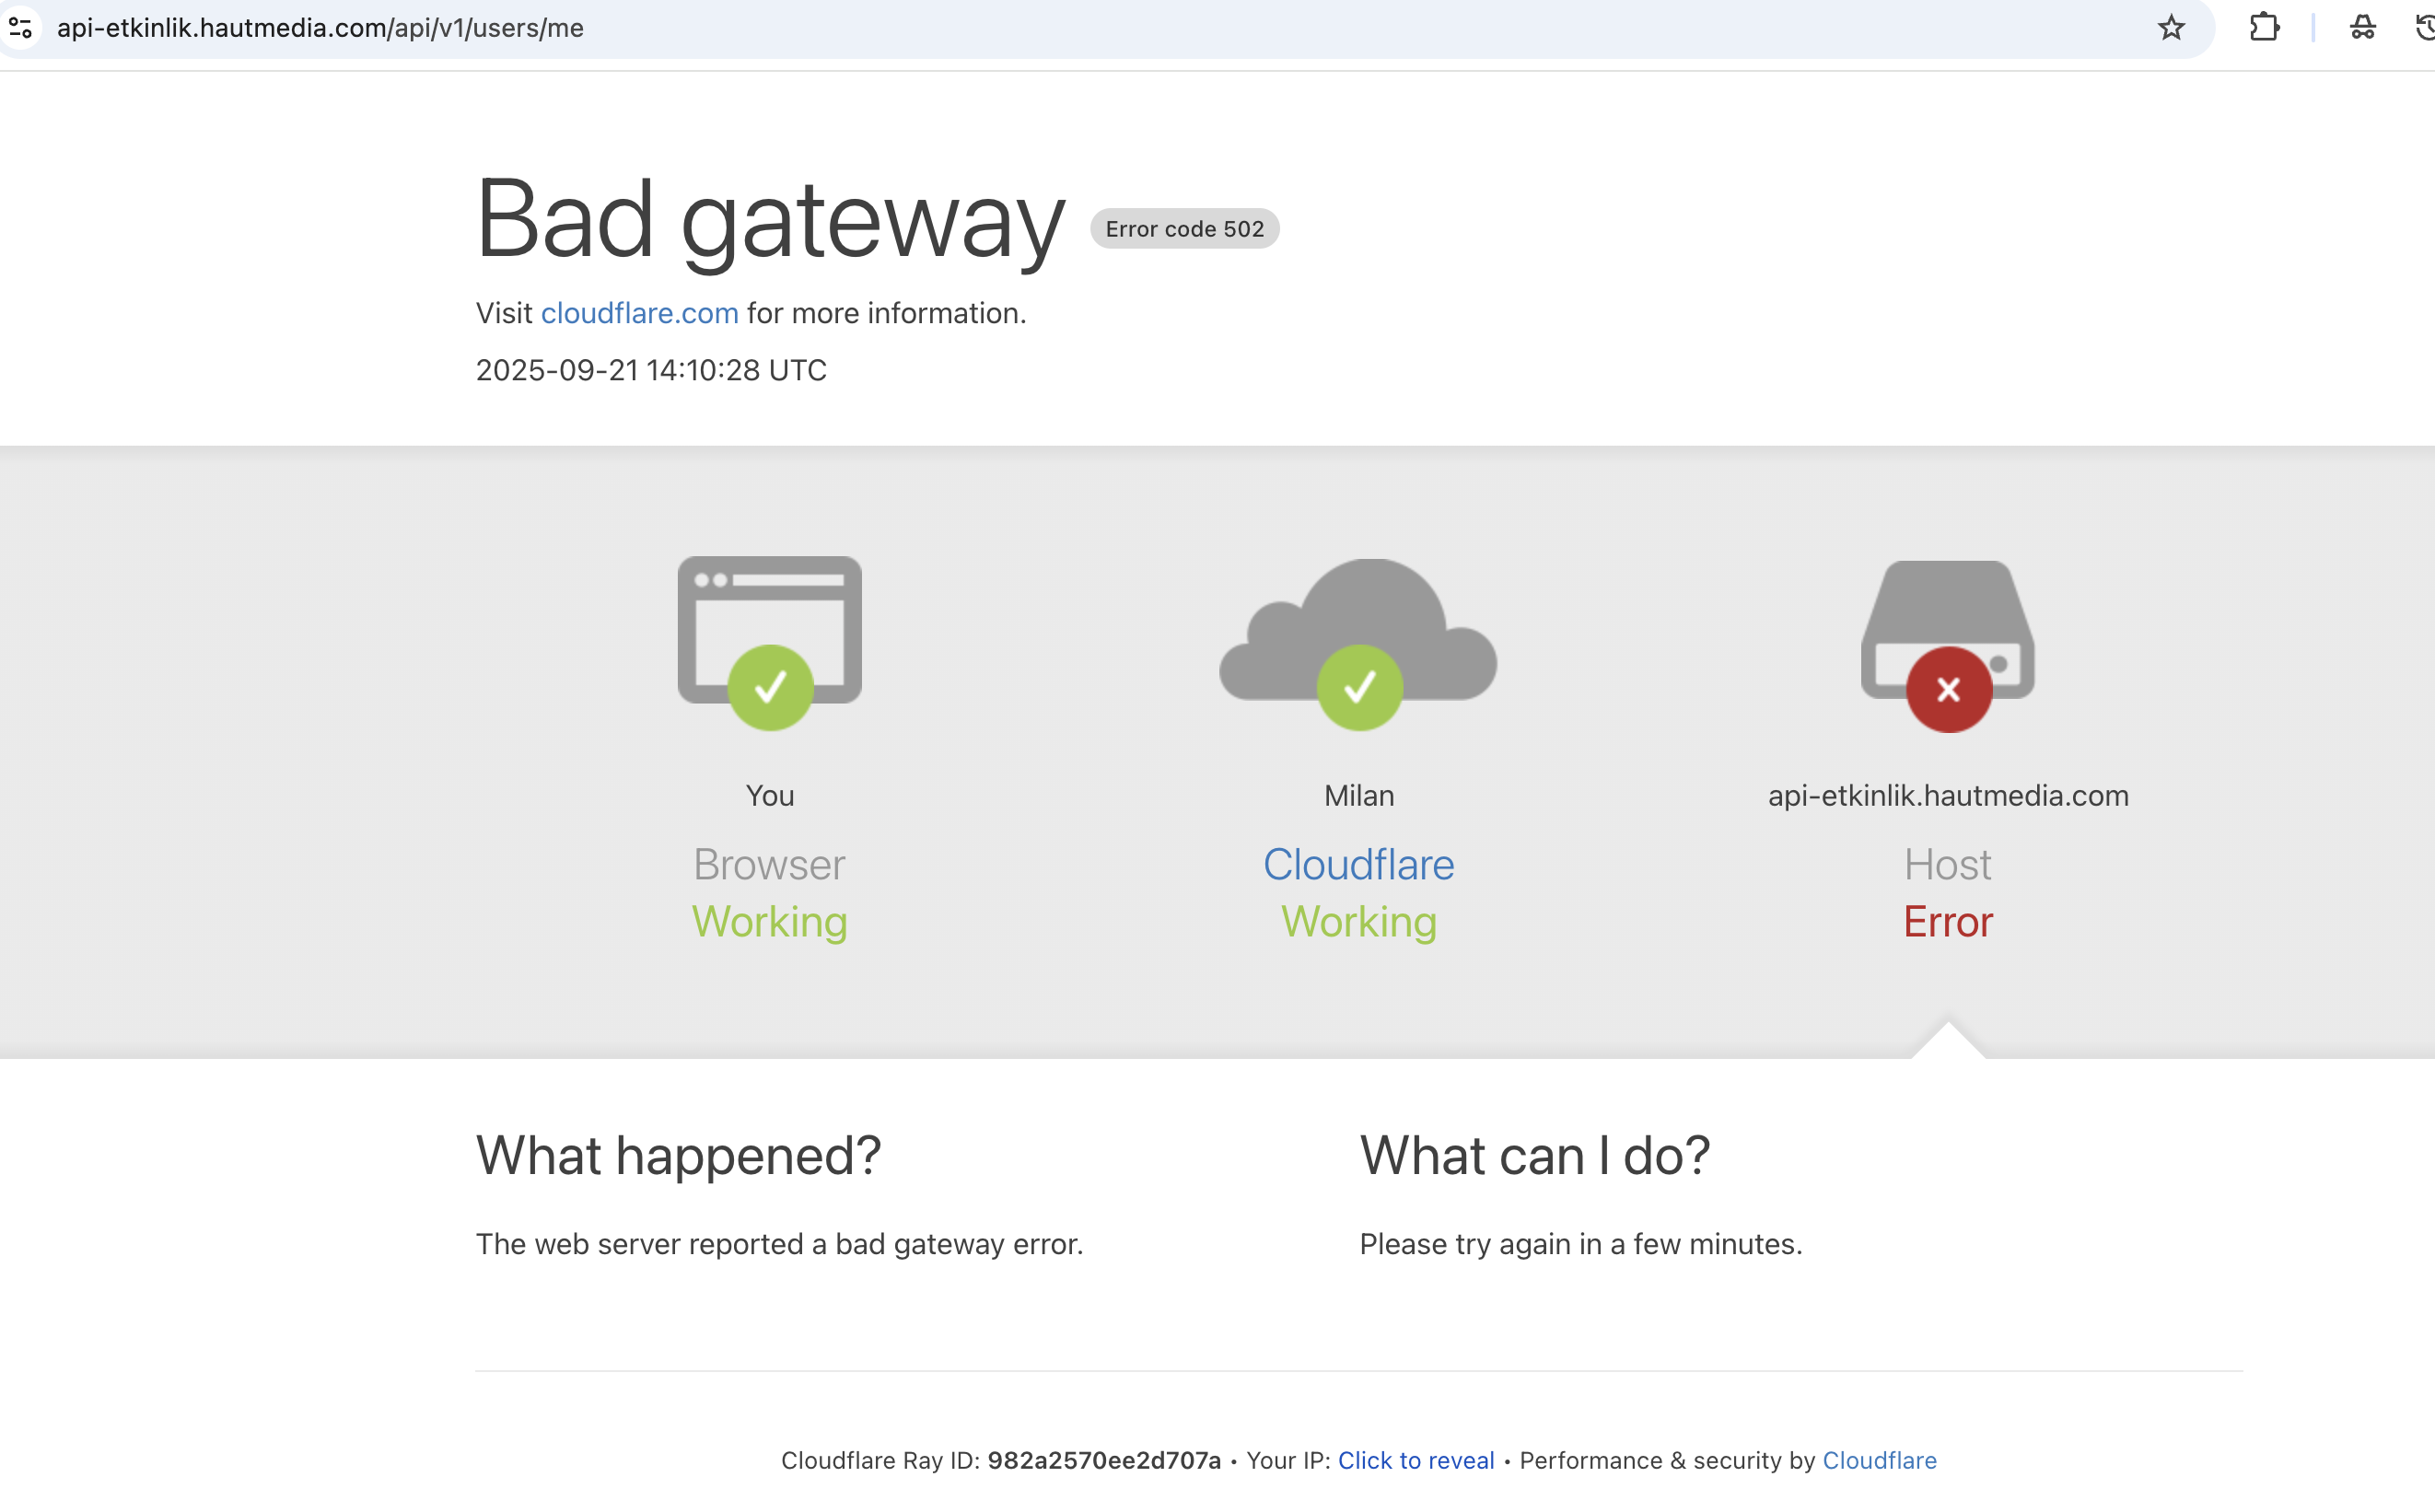 api-etkinlik.hautmedia.com/api/v1/users/me
Bad gateway Error code 502
Visit cloudflare.com for more information.
2025-09-21 14:10:28 UTC
You
Browser
Working
Milan
Cloudflare
Working
api-etkinlik.hautmedia.com
Host
Error
What happened?
The web server reported a bad gateway error.
What can I do?
Please try again in a few minutes.
Cloudflare Ray ID: 982a2570ee2d707a • Your IP: Click to reveal • Performance & security by Cloudflare